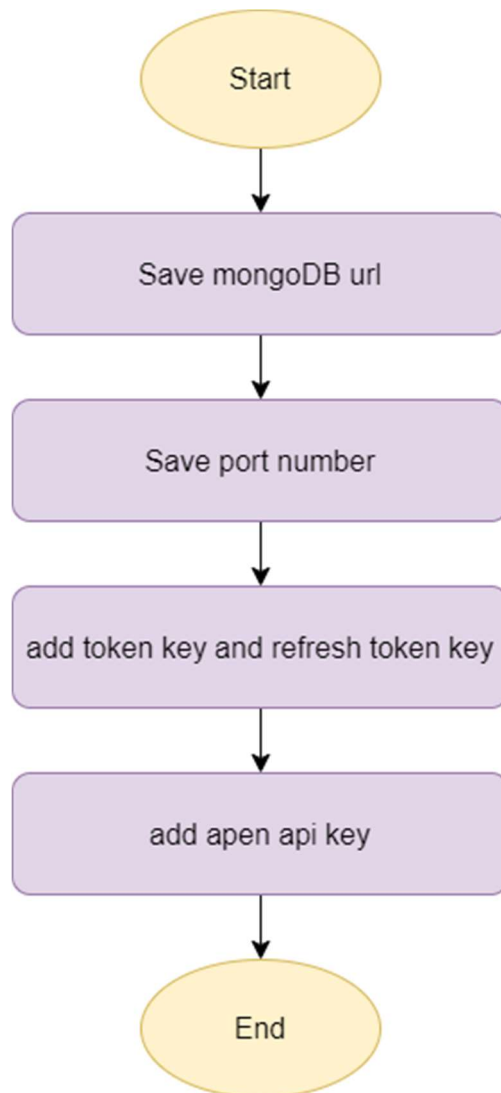 Start
Save mongoDB url
Save port number
add token key and refresh token key
add apen api key
End